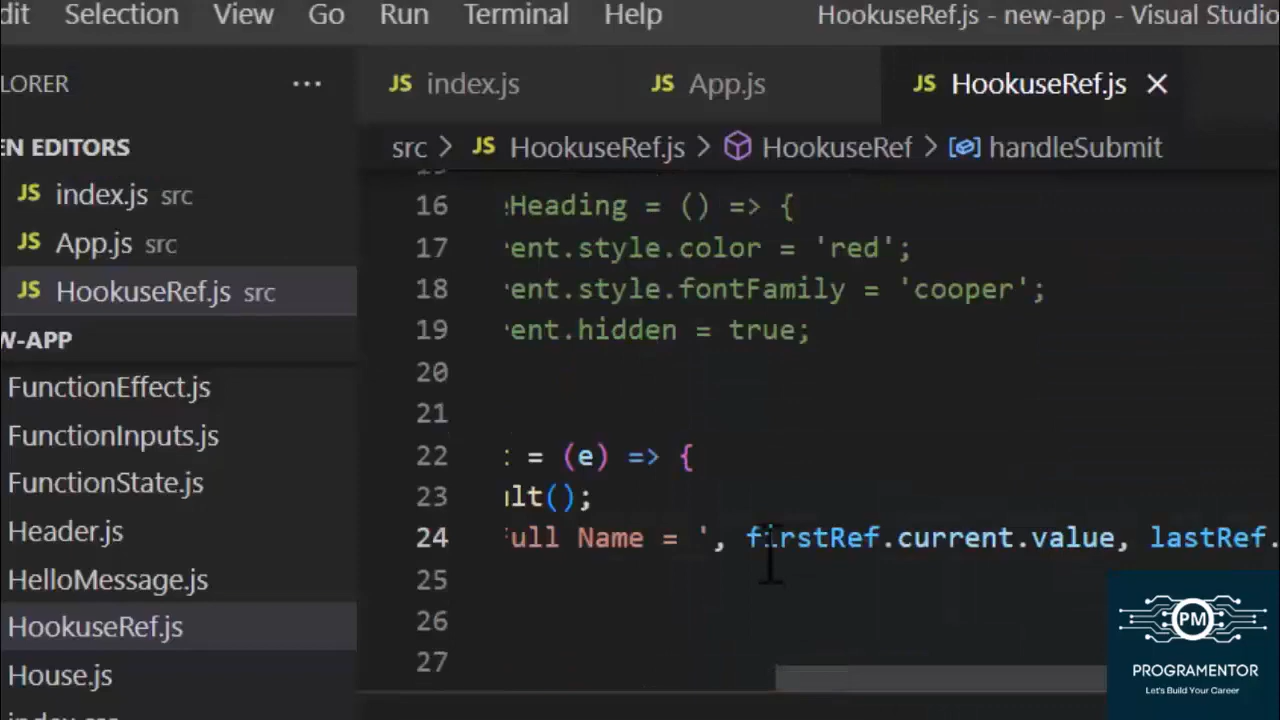 dit Selection View Go Run Terminal Help HookuseRef.js - new-app - Visual Studio
LORER ···
JS index.js JS App.js JS HookuseRef.js ×
EN EDITORS
JS index.js src
JS App.js src
JS HookuseRef.js src
W-APP
FunctionEffect.js
FunctionInputs.js
FunctionState.js
Header.js
HelloMessage.js
HookuseRef.js
House.js
src > JS HookuseRef.js > HookuseRef > handleSubmit
16 Heading = () => {
17 ent.style.color = 'red';
18 ent.style.fontFamily = 'cooper';
19 ent.hidden = true;
20
21
22 = (e) => {
23 lt();
24 ull Name = ', firstRef.current.value, lastRef.
25
26
27
PM
PROGRAMENTOR
Let's Build Your Career